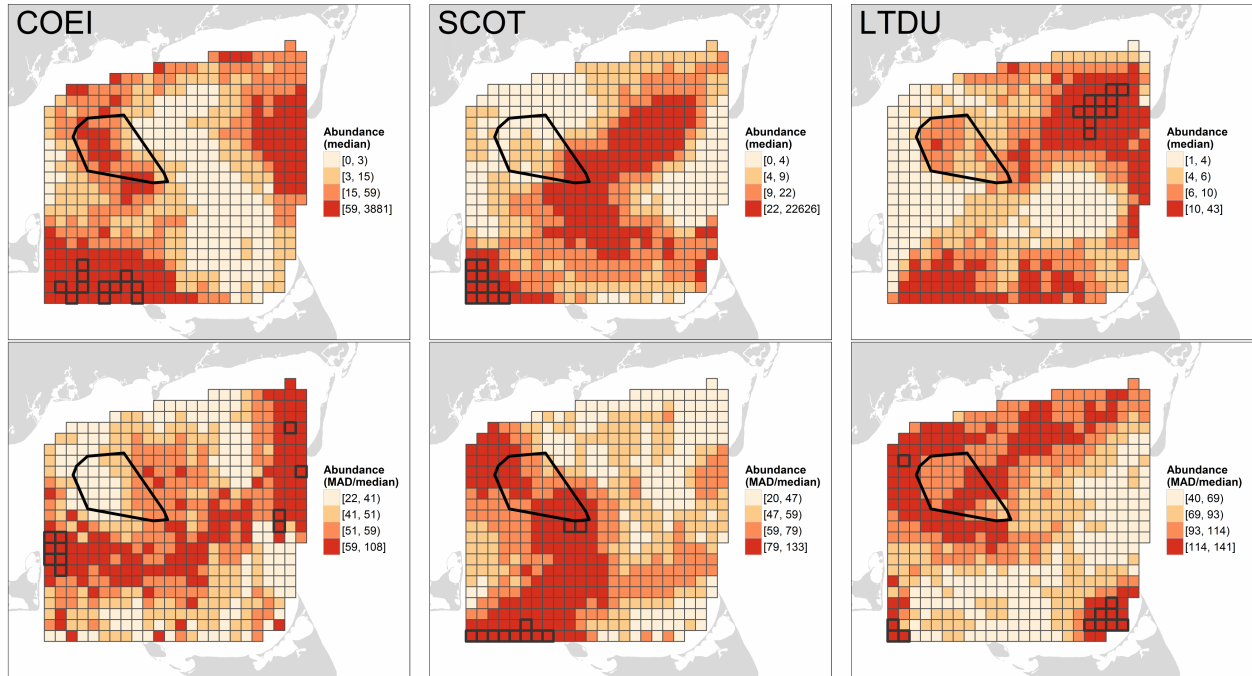 COEI
Abundance
(median)
[0, 3)
[3, 15)
[15, 59)
[59, 3881]
SCOT
Abundance
(median)
[0, 4)
[4, 9)
[9, 22)
[22, 22626]
LTDU
Abundance
(median)
[1, 4)
[4, 6)
[6, 10)
[10, 43]
Abundance
(MAD/median)
[22, 41)
[41, 51)
[51, 59)
[59, 108]
Abundance
(MAD/median)
[20, 47)
[47, 59)
[59, 79)
[79, 133]
Abundance
(MAD/median)
[40, 69)
[69, 93)
[93, 114)
[114, 141]